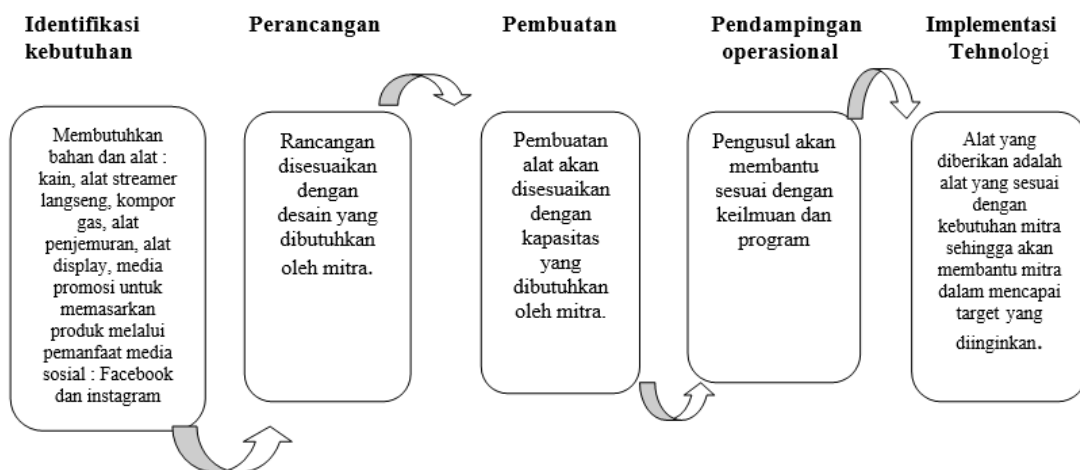 Identifikasi
kebutuhan
Perancangan
Pembuatan
Pendampingan
operasional
Implementasi
Tehnologi
Membutuhkan
bahan dan alat :
kain, alat streamer
langseng, kompor
gas, alat
penjemuran, alat
display, media
promosi untuk
memasarkan
produk melalui
pemanfaat media
sosial : Facebook
dan instagram
Rancangan
disesuaikan
dengan
desain yang
dibutuhkan
oleh mitra.
Pembuatan
alat akan
disesuaikan
dengan
kapasitas
yang
dibutuhkan
oleh mitra.
Pengusul akan
membantu
sesuai dengan
keilmuan dan
program
Alat yang
diberikan adalah
alat yang sesuai
dengan
kebutuhan mitra
sehingga akan
membantu mitra
dalam mencapai
target yang
diinginkan.